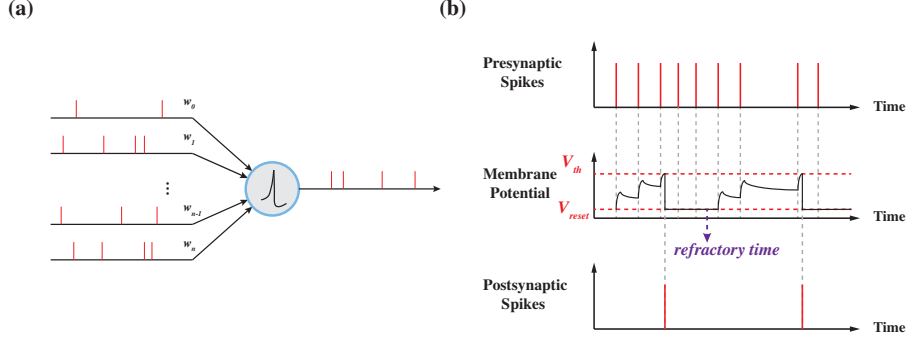 (a)
w0
w1
⋮
wn-1
wn
(b)
Presynaptic
Spikes
Time
Membrane
Potential
Vth
Vreset
Time
refractory time
Postsynaptic
Spikes
Time